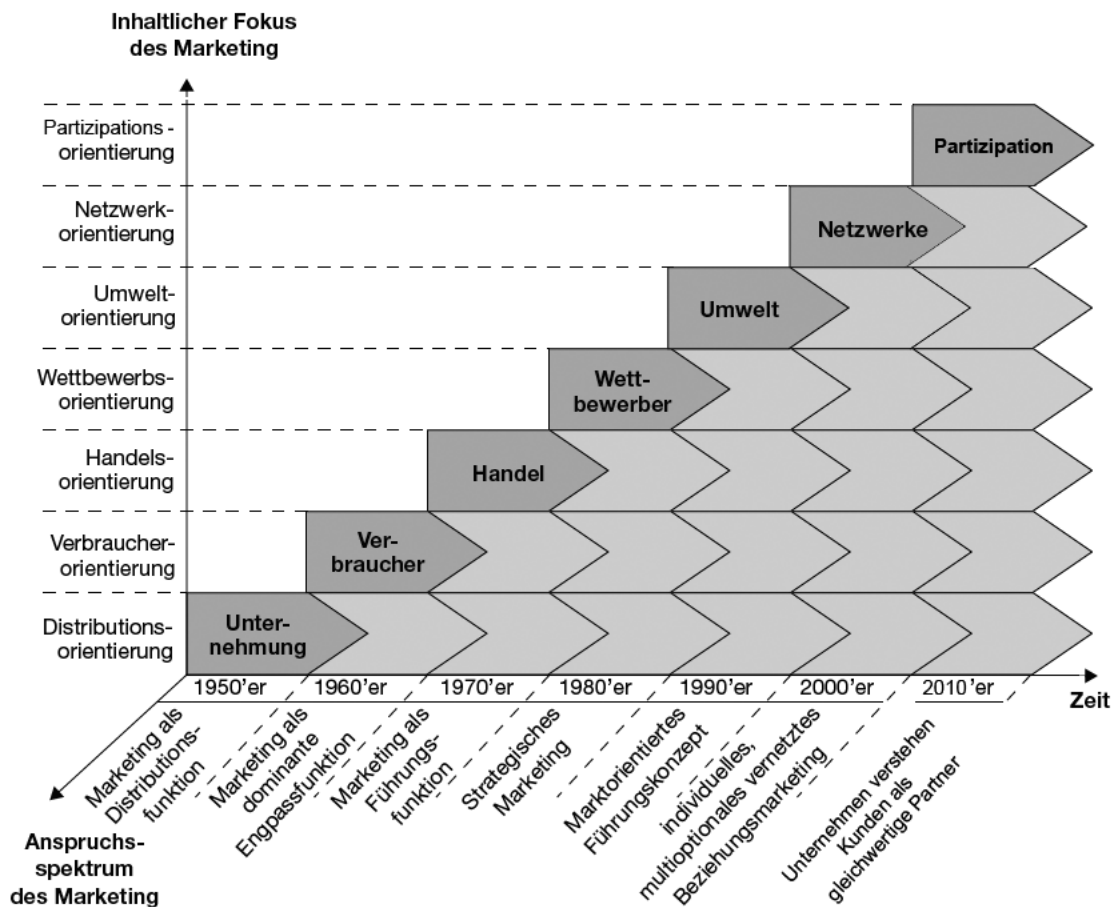 Inhaltlicher Fokus
des Marketing
Partizipations -
orientierung
Partizipation
Netzwerk-
orientierung
Netzwerke
Umwelt-
orientierung
Umwelt
Wettbewerbs-
orientierung
Wett-
bewerber
Handels-
orientierung
Handel
Verbraucher-
orientierung
Ver-
braucher
Distributions-
orientierung
Unter-
nehmung
1950’er
1960’er
1970’er
1980’er
1990’er
2000’er
2010’er
Zeit
Marketing als
Distributions-
funktion
Marketing als
dominante
Engpassfunktion
Marketing als
Führungs-
funktion
Strategisches
Marketing
Marktorientiertes
Führungskonzept
individuelles,
multioptionales vernetztes
Beziehungsmarketing
Unternehmen verstehen
Kunden als
gleichwertige Partner
Anspruchs-
spektrum
des Marketing